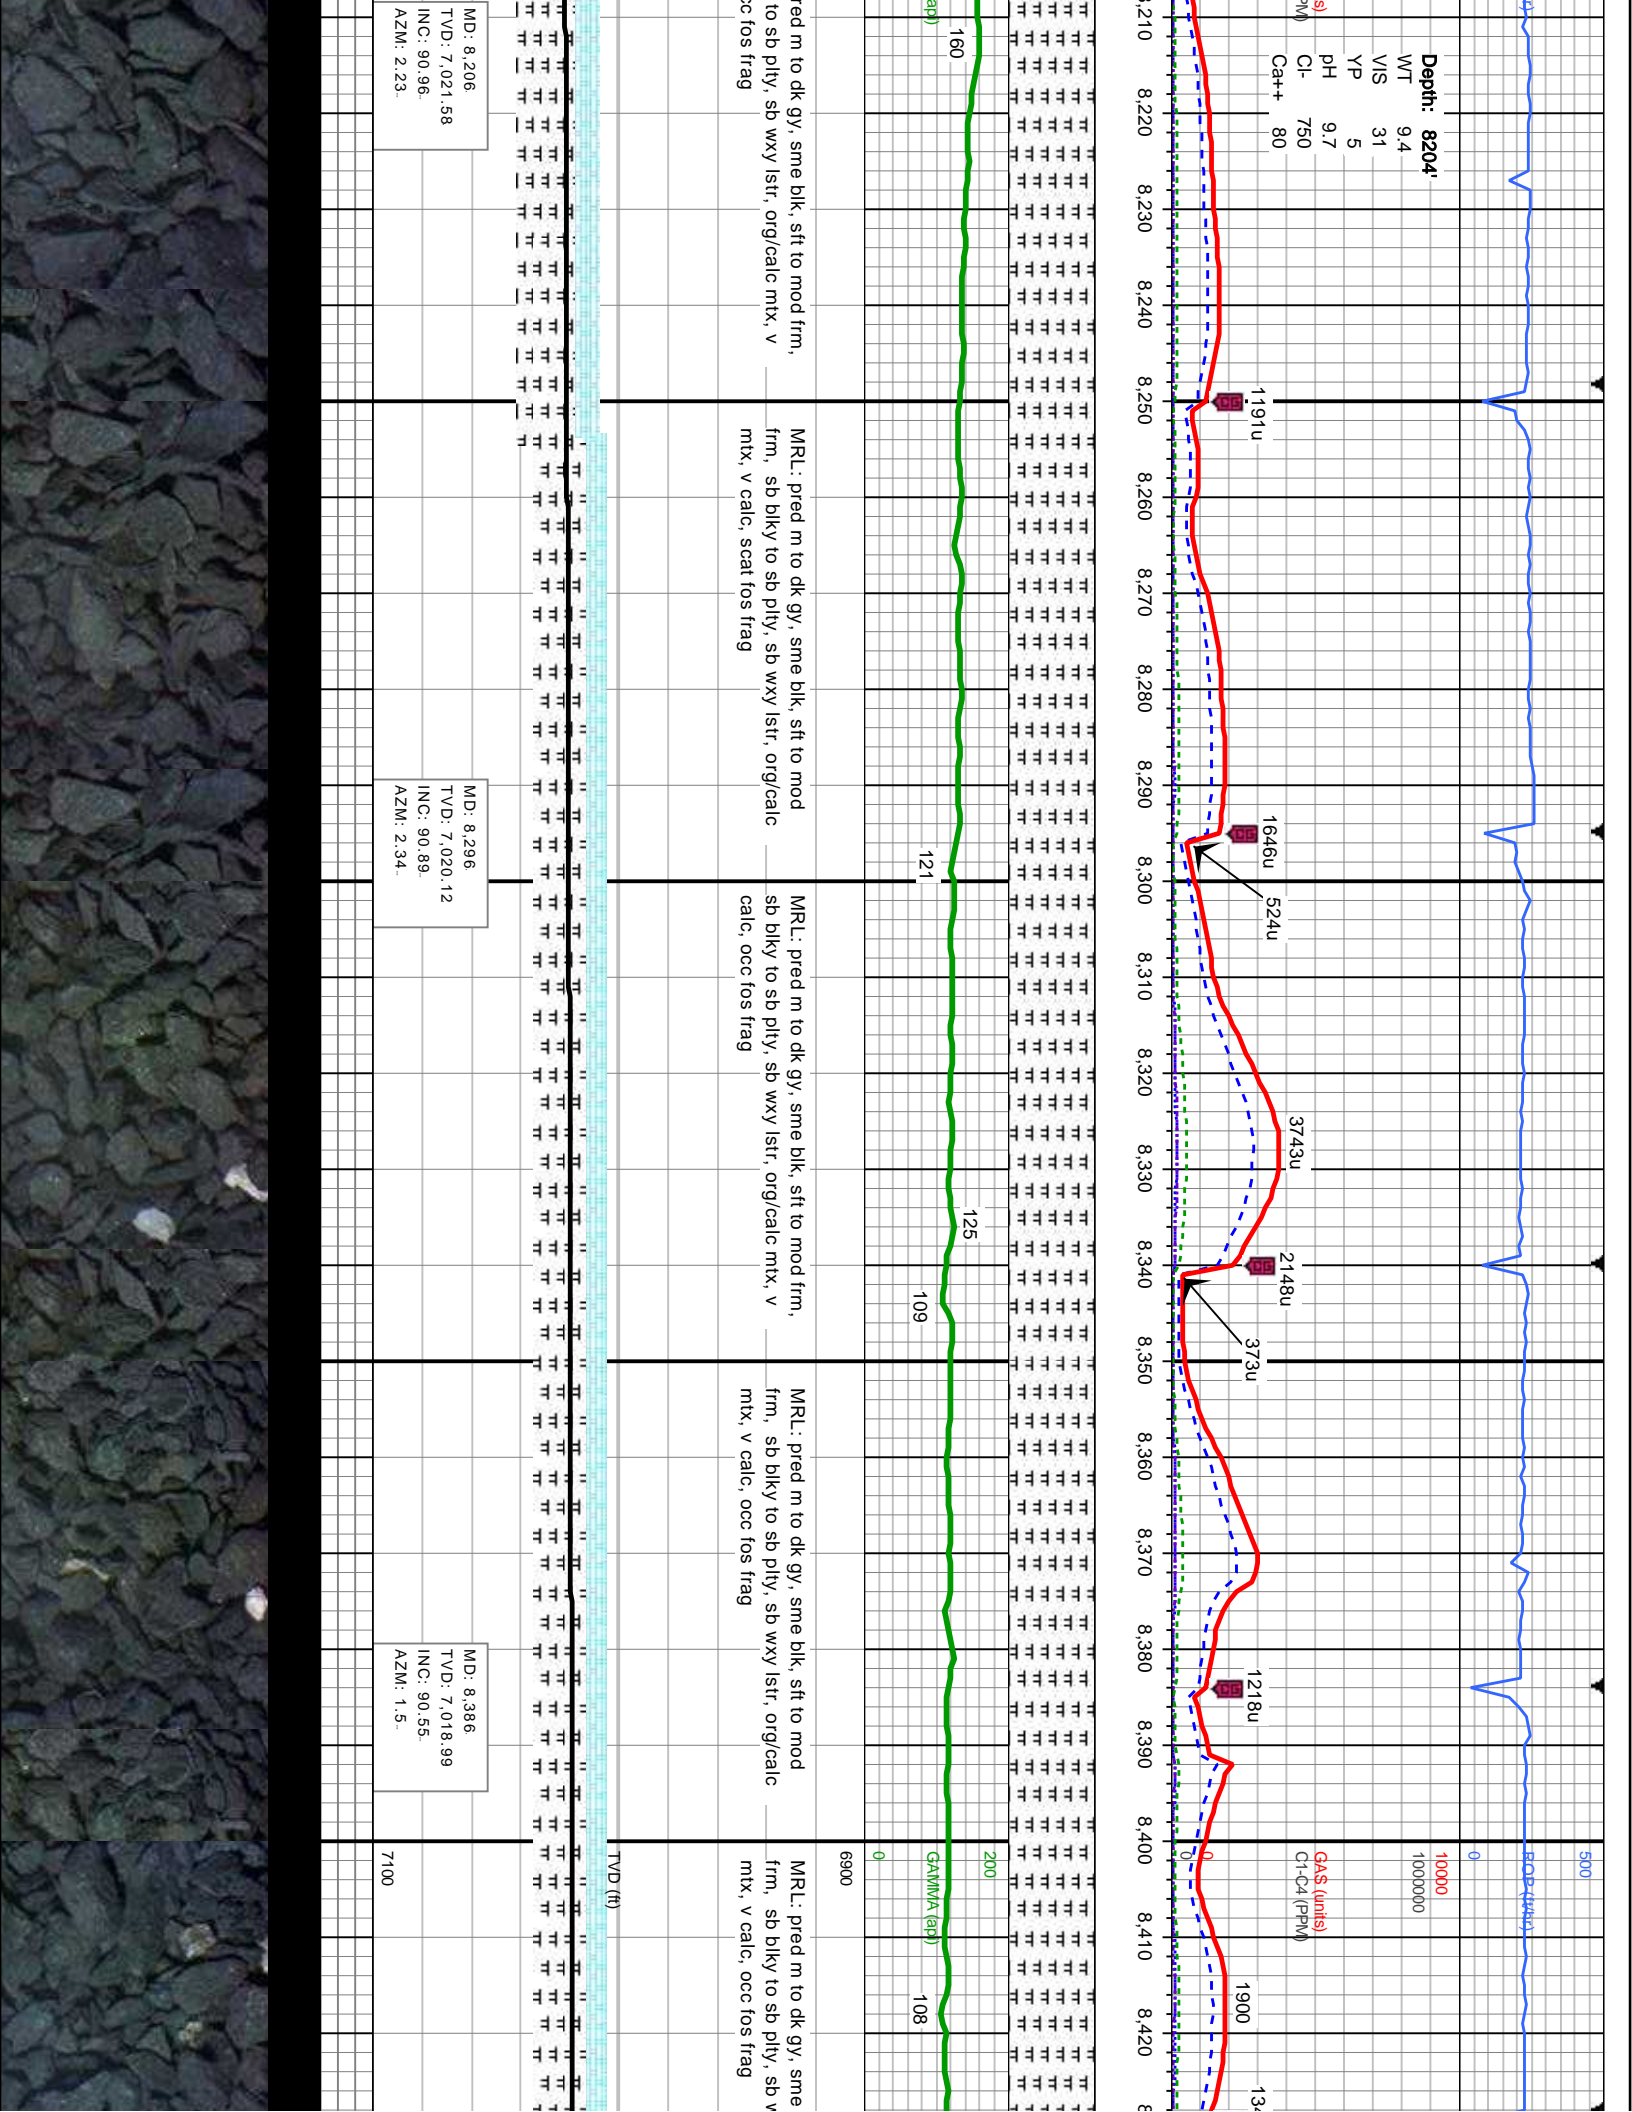 r)
500
ROP (ft/hr)
0
Depth: 8204'
WT 9.4
VIS 31
YP 5
pH 9.7
Cl- 750
Ca++ 80
s)
PM)
10000
1000000
GAS (units)
C1-C4 (PPM)
0
0
1191u
1646u
524u
3743u
2148u
373u
1218u
1900
134
8,210
8,220
8,230
8,240
8,250
8,260
8,270
8,280
8,290
8,300
8,310
8,320
8,330
8,340
8,350
8,360
8,370
8,380
8,390
8,400
8,410
8,420
8
160
121
125
109
108
api)
200
GAMMA (api)
0
red m to dk gy, sme blk, sft to mod frm,
to sb plty, sb wxy lstr, org/calc mtx, v
cc fos frag
MRL: pred m to dk gy, sme blk, sft to mod
frm, sb blky to sb plty, sb wxy lstr, org/calc
mtx, v calc, scat fos frag
MRL: pred m to dk gy, sme blk, sft to mod frm,
sb blky to sb plty, sb wxy lstr, org/calc mtx, v
calc, occ fos frag
MRL: pred m to dk gy, sme blk, sft to mod
frm, sb blky to sb plty, sb wxy lstr, org/calc
mtx, v calc, occ fos frag
MRL: pred m to dk gy, sme
frm, sb blky to sb plty, sb w
mtx, v calc, occ fos frag
6900
TVD (ft)
7100
MD: 8,206
TVD: 7,021.58
INC: 90.96
AZM: 2.23
MD: 8,296
TVD: 7,020.12
INC: 90.89
AZM: 2.34
MD: 8,386
TVD: 7,018.99
INC: 90.55
AZM: 1.5